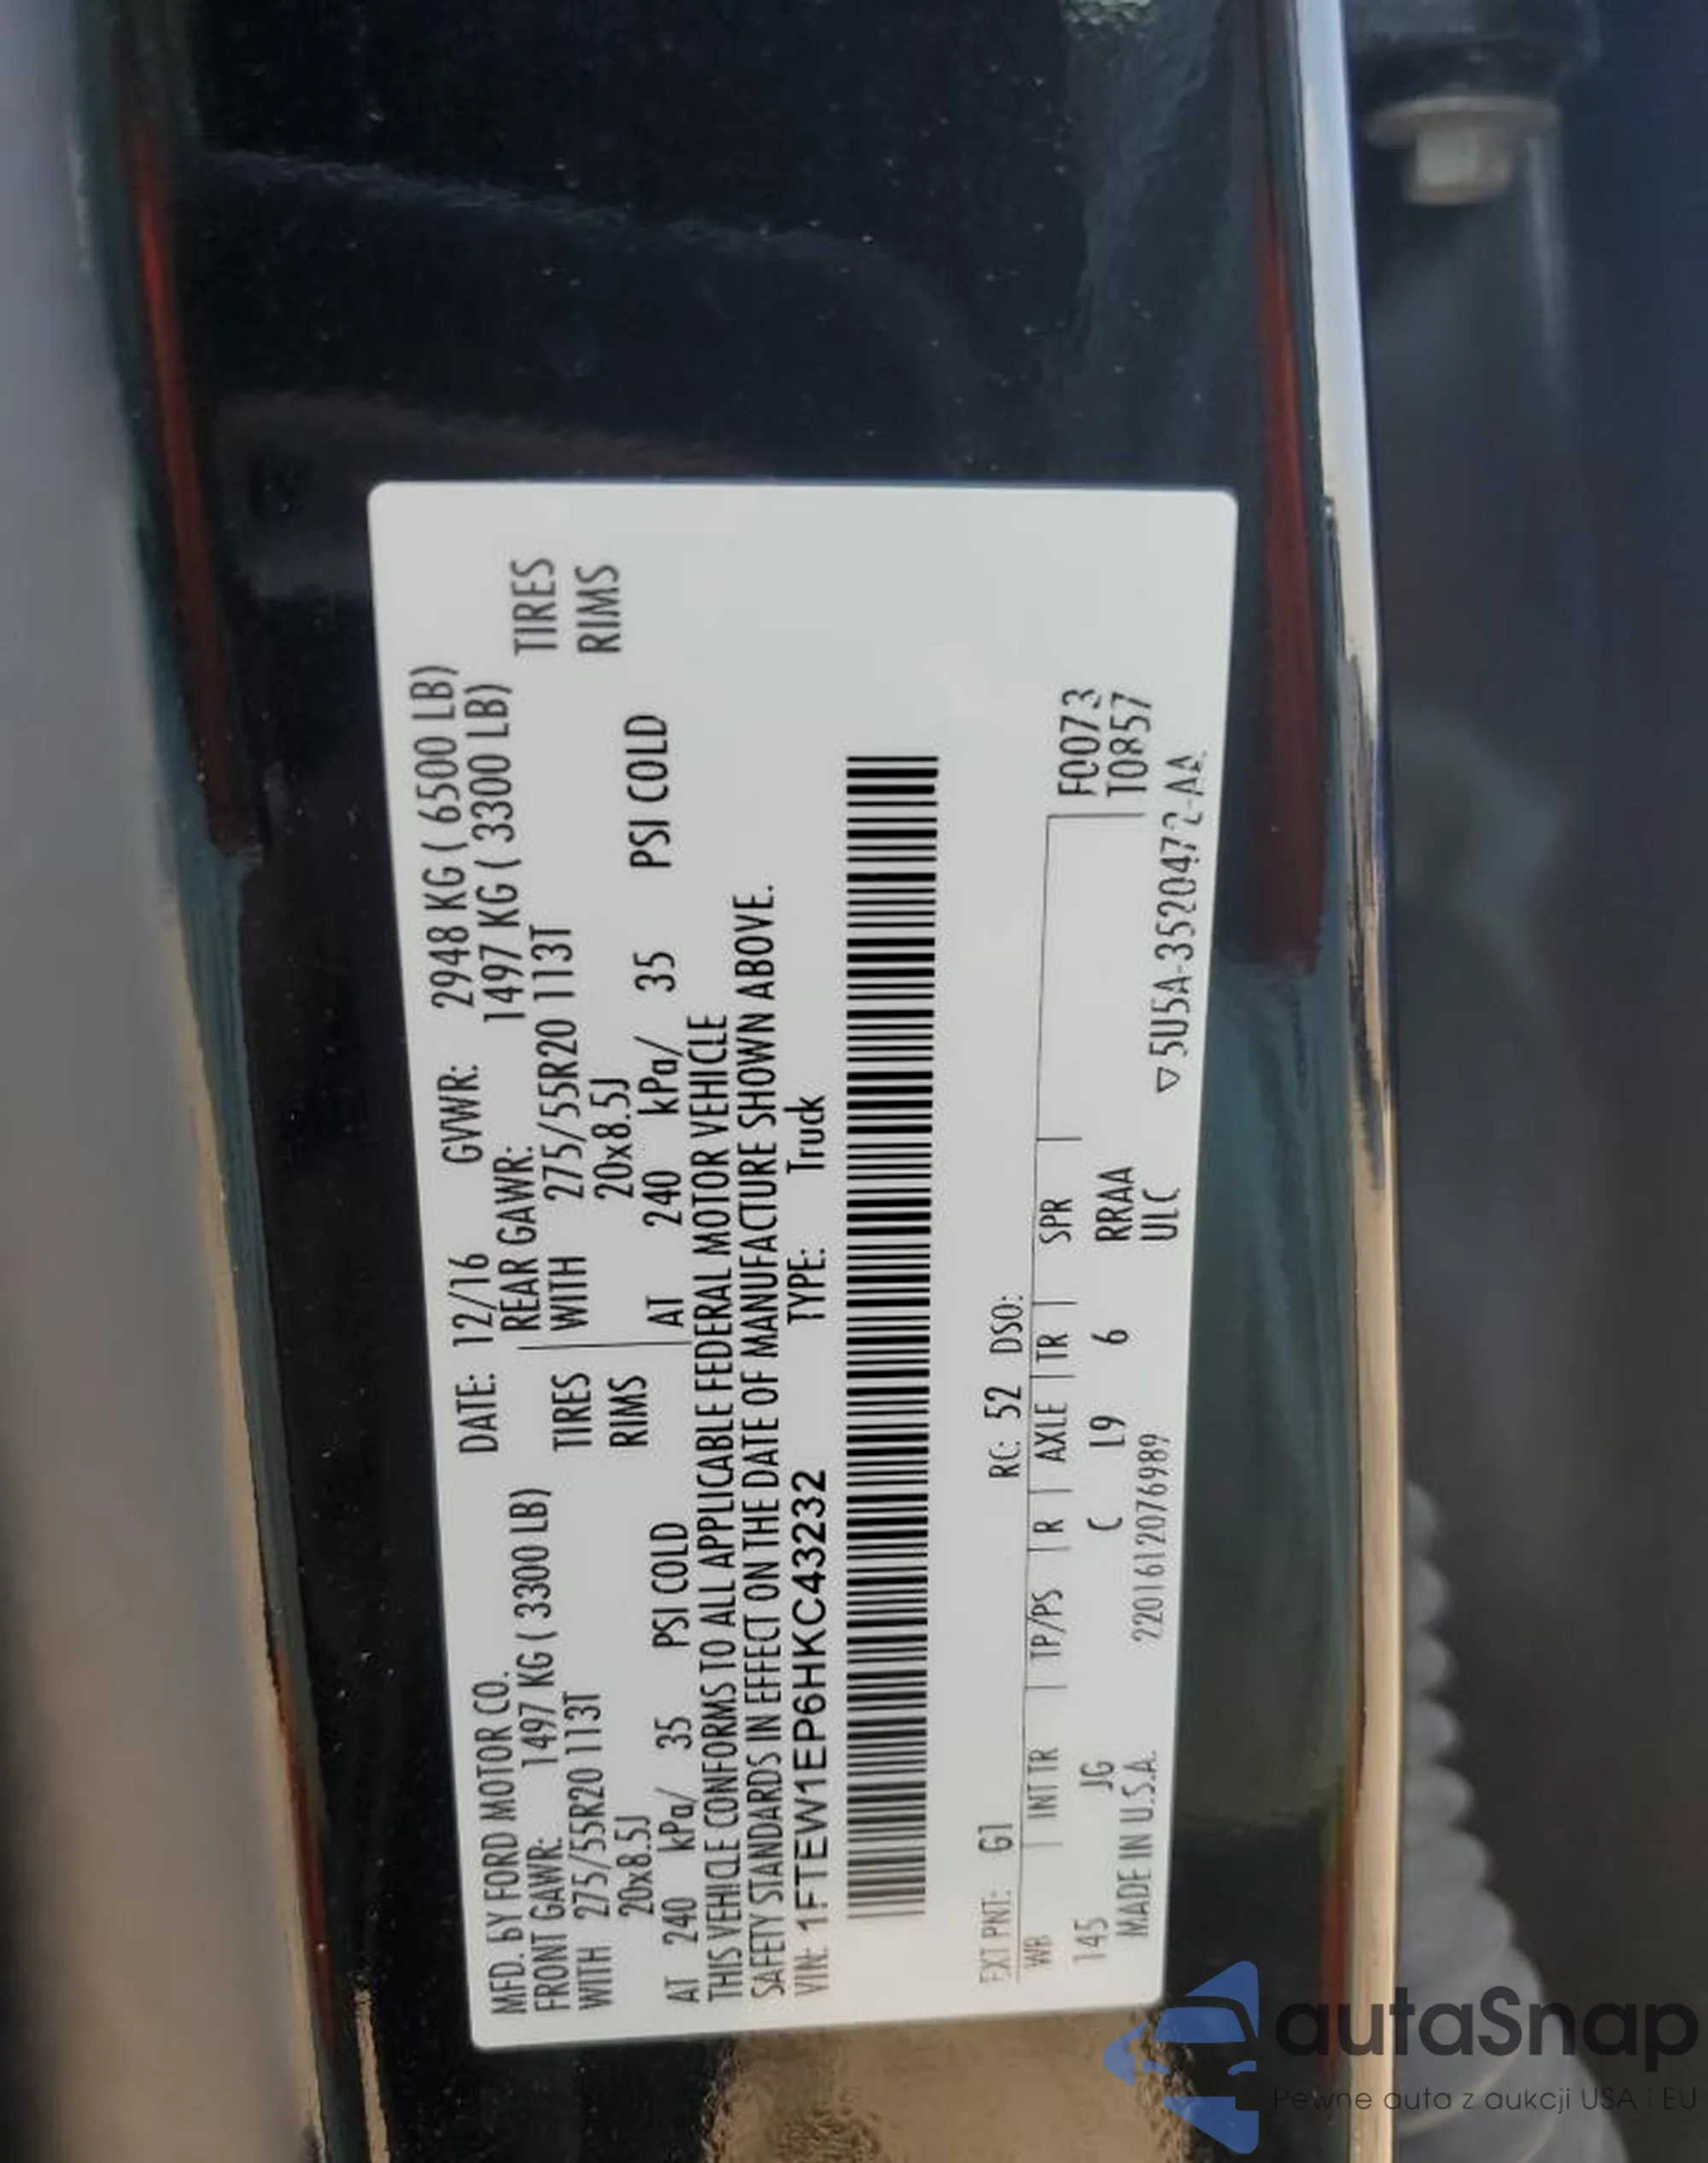 MFD. BY FORD MOTOR CO. DATE: 12/16 GVWR: 2948 KG ( 6500 LB)
FRONT GAWR: 1497 KG ( 3300 LB) REAR GAWR: 1497 KG ( 3300 LB)
WITH 275/55R20 113T TIRES WITH 275/55R20 113T TIRES
20x8.5J RIMS 20x8.5J RIMS
AT 240 kPa/ 35 PSI COLD AT 240 kPa/ 35 PSI COLD
THIS VEHICLE CONFORMS TO ALL APPLICABLE FEDERAL MOTOR VEHICLE
SAFETY STANDARDS IN EFFECT ON THE DATE OF MANUFACTURE SHOWN ABOVE.
VIN: 1FTEW1EP6HKC43232 TYPE: Truck
EXT PNT: G1 RC: 52 DSO:
WB INT TR TP/PS R AXLE TR SPR F0073
145 JG C L9 6 RRAA T0857
MADE IN U.S.A. 2201612076989 ULC
▽ 5U5A-3520472-AA
autaSnap
Pewne auta z aukcji USA i EU